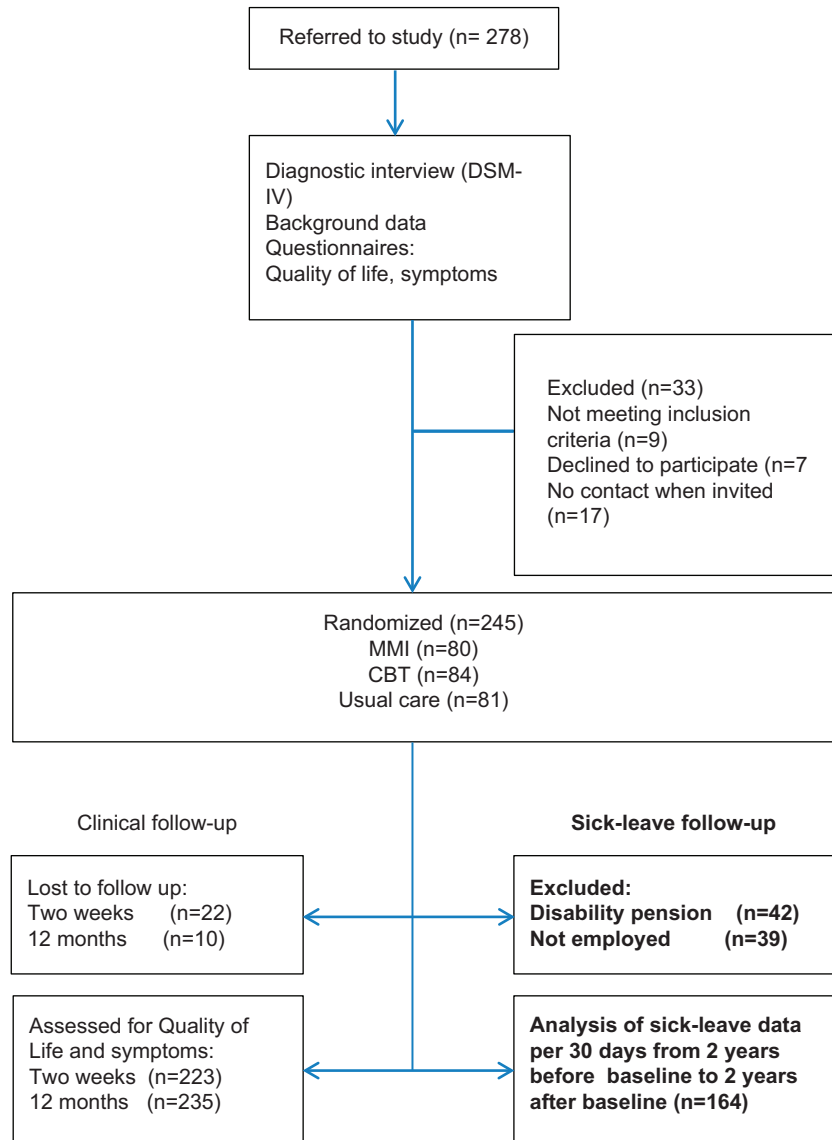 Referred to study (n= 278)
Diagnostic interview (DSM-
IV)
Background data
Questionnaires:
Quality of life, symptoms
Excluded (n=33)
Not meeting inclusion
criteria (n=9)
Declined to participate (n=7
No contact when invited
(n=17)
Randomized (n=245)
MMI (n=80)
CBT (n=84)
Usual care (n=81)
Clinical follow-up
Lost to follow up:
Two weeks (n=22)
12 months (n=10)
Assessed for Quality of
Life and symptoms:
Two weeks (n=223)
12 months (n=235)
Sick-leave follow-up
Excluded:
Disability pension (n=42)
Not employed (n=39)
Analysis of sick-leave data
per 30 days from 2 years
before baseline to 2 years
after baseline (n=164)